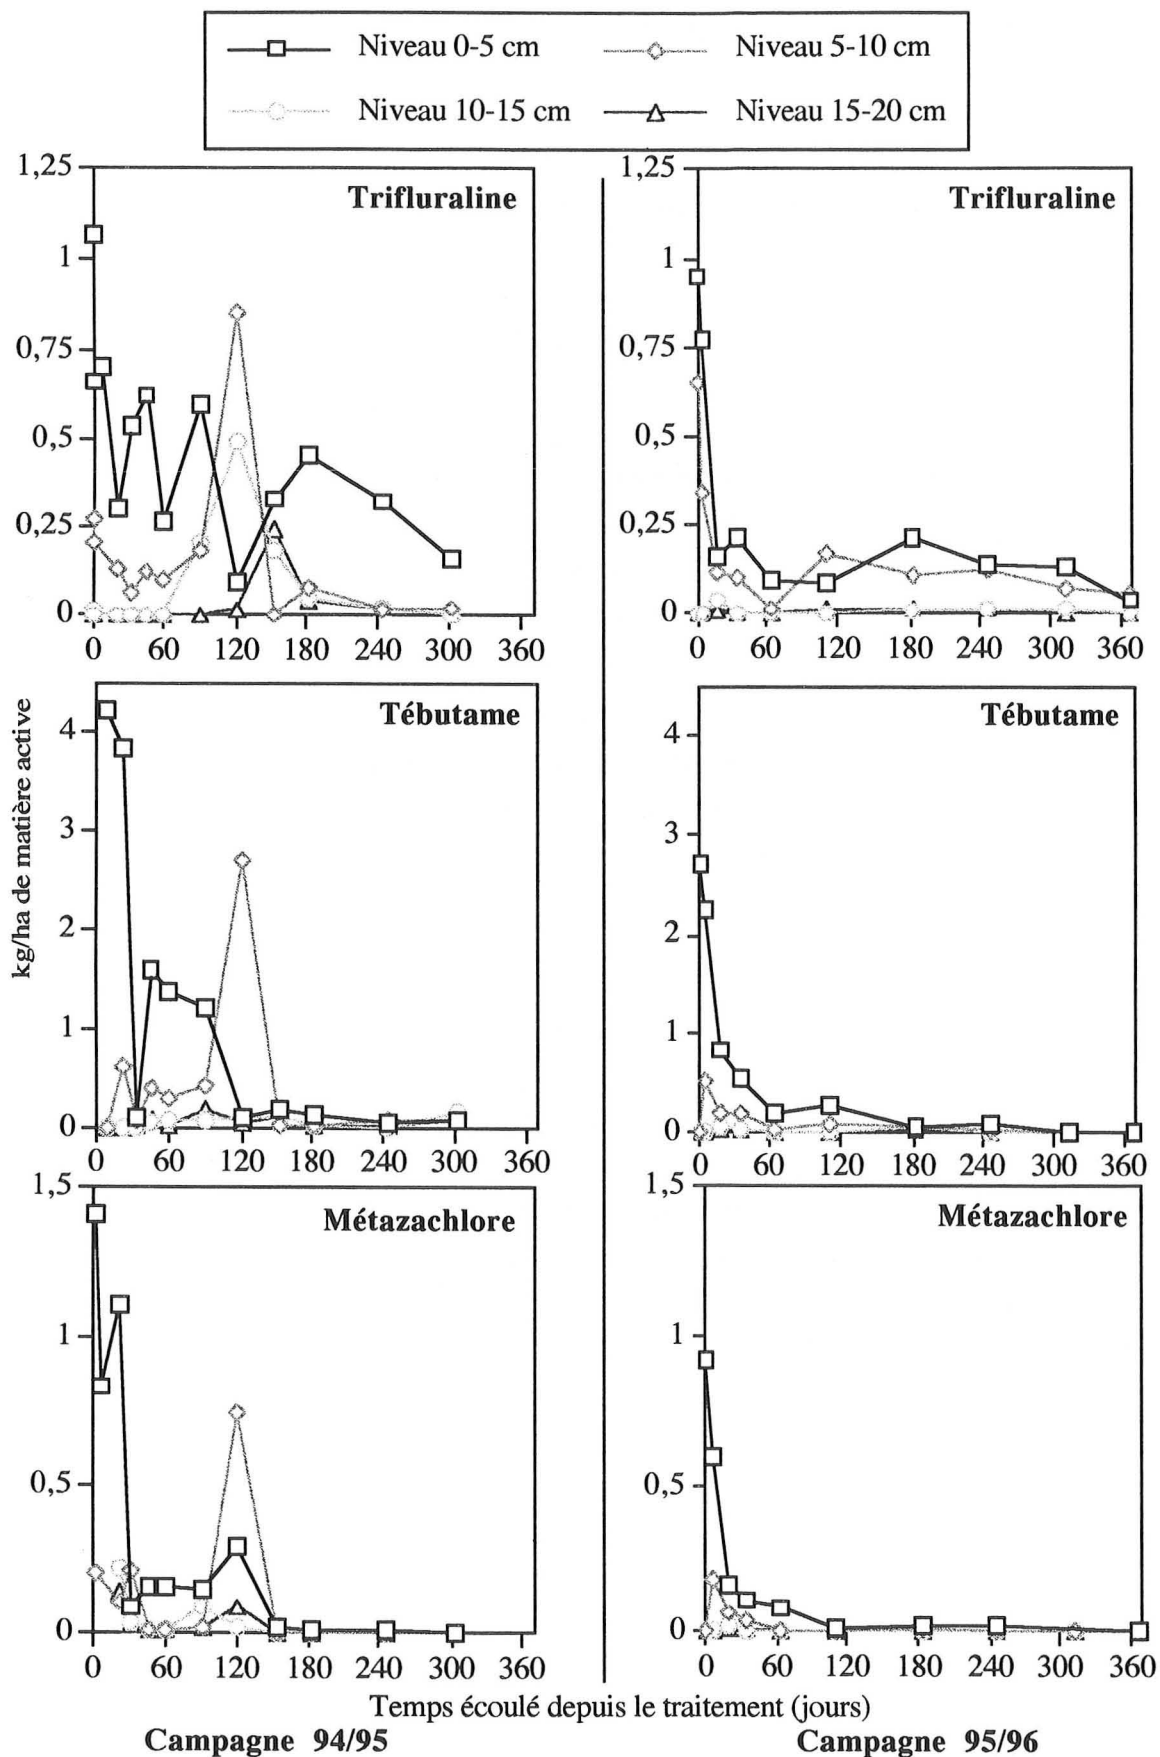 Niveau 0-5 cm
Niveau 5-10 cm
Niveau 10-15 cm
Niveau 15-20 cm
1,25
Trifluraline
1
0,75
0,5
0,25
0
0 60 120 180 240 300 360
1,25
Trifluraline
1
0,75
0,5
0,25
0
0 60 120 180 240 300 360
kg/ha de matière active
Tébutame
4
3
2
1
0
0 60 120 180 240 300 360
Tébutame
4
3
2
1
0
0 60 120 180 240 300 360
1,5
Métazachlore
1
0,5
0
0 60 120 180 240 300 360
1,5
Métazachlore
1
0,5
0
0 60 120 180 240 300 360
Temps écoulé depuis le traitement (jours)
Campagne 94/95
Campagne 95/96